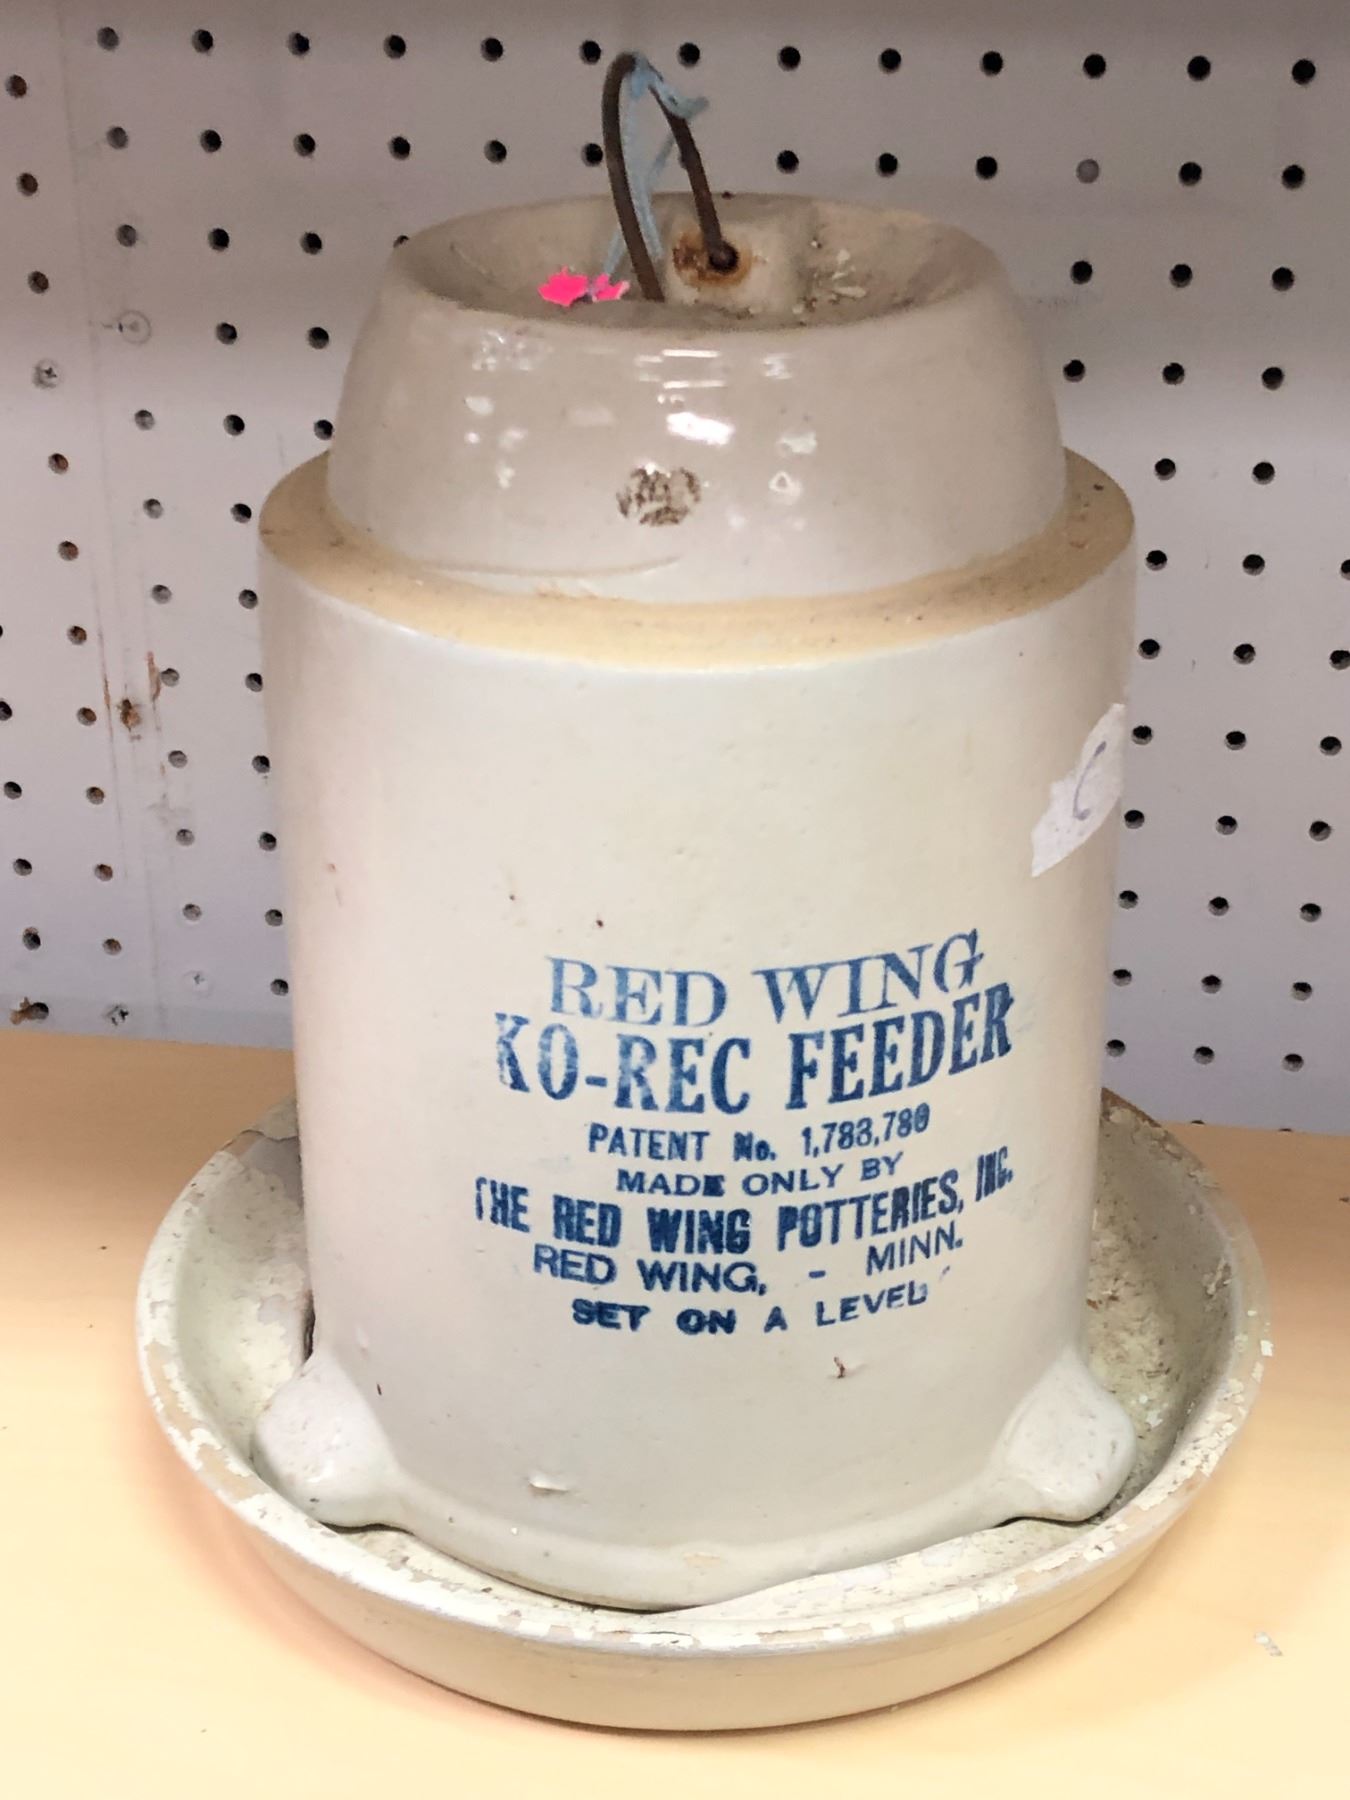 RED WING
KO-REC FEEDER
PATENT No. 1,783,780
MADE ONLY BY
THE RED WING POTTERIES, INC.
RED WING, - MINN.
SET ON A LEVEL